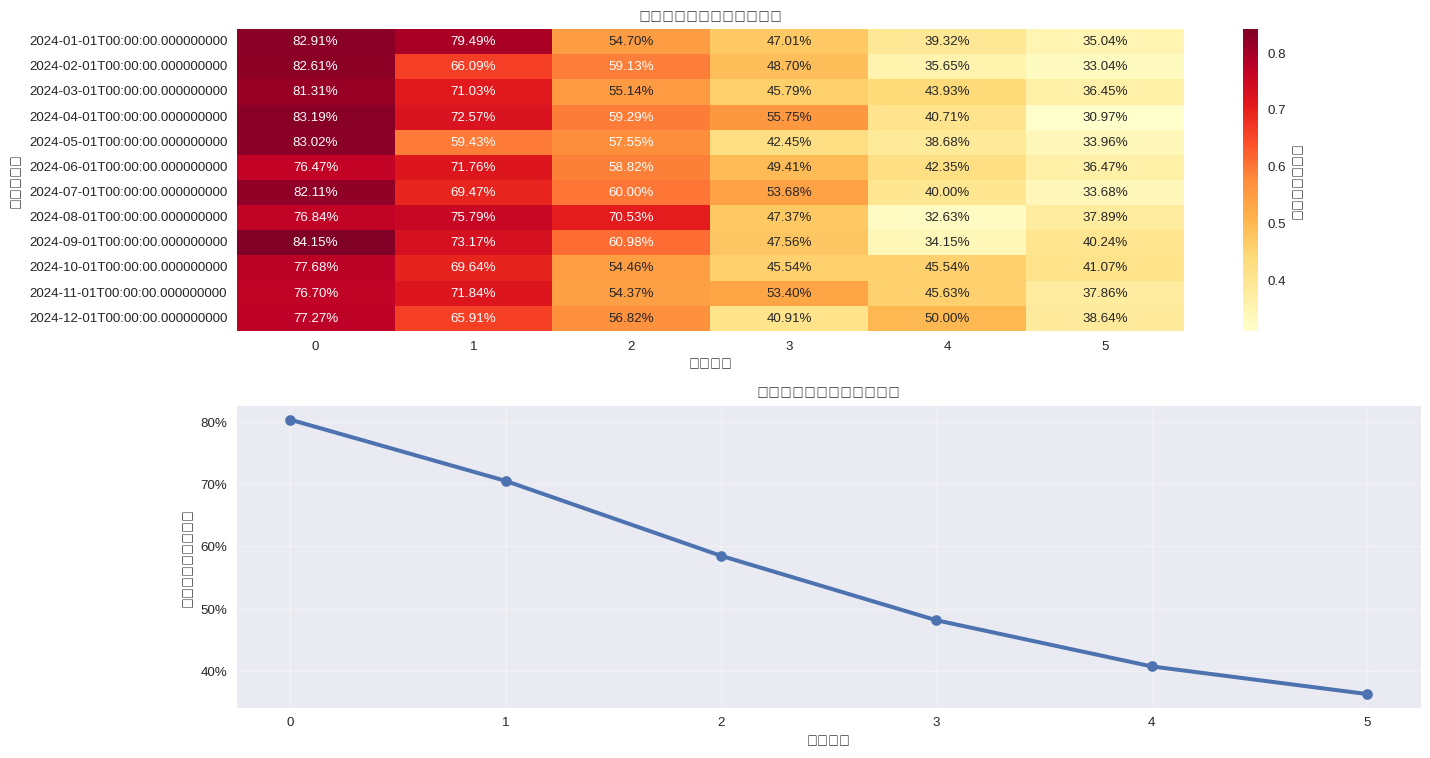 2024-01-01T00:00:00.000000000 82.91% 79.49% 54.70% 47.01% 39.32% 35.04%
2024-02-01T00:00:00.000000000 82.61% 66.09% 59.13% 48.70% 35.65% 33.04%
2024-03-01T00:00:00.000000000 81.31% 71.03% 55.14% 45.79% 43.93% 36.45%
2024-04-01T00:00:00.000000000 83.19% 72.57% 59.29% 55.75% 40.71% 30.97%
2024-05-01T00:00:00.000000000 83.02% 59.43% 57.55% 42.45% 38.68% 33.96%
2024-06-01T00:00:00.000000000 76.47% 71.76% 58.82% 49.41% 42.35% 36.47%
2024-07-01T00:00:00.000000000 82.11% 69.47% 60.00% 53.68% 40.00% 33.68%
2024-08-01T00:00:00.000000000 76.84% 75.79% 70.53% 47.37% 32.63% 37.89%
2024-09-01T00:00:00.000000000 84.15% 73.17% 60.98% 47.56% 34.15% 40.24%
2024-10-01T00:00:00.000000000 77.68% 69.64% 54.46% 45.54% 45.54% 41.07%
2024-11-01T00:00:00.000000000 76.70% 71.84% 54.37% 53.40% 45.63% 37.86%
2024-12-01T00:00:00.000000000 77.27% 65.91% 56.82% 40.91% 50.00% 38.64%
0 1 2 3 4 5
0.8
0.7
0.6
0.5
0.4
80%
70%
60%
50%
40%
0 1 2 3 4 5